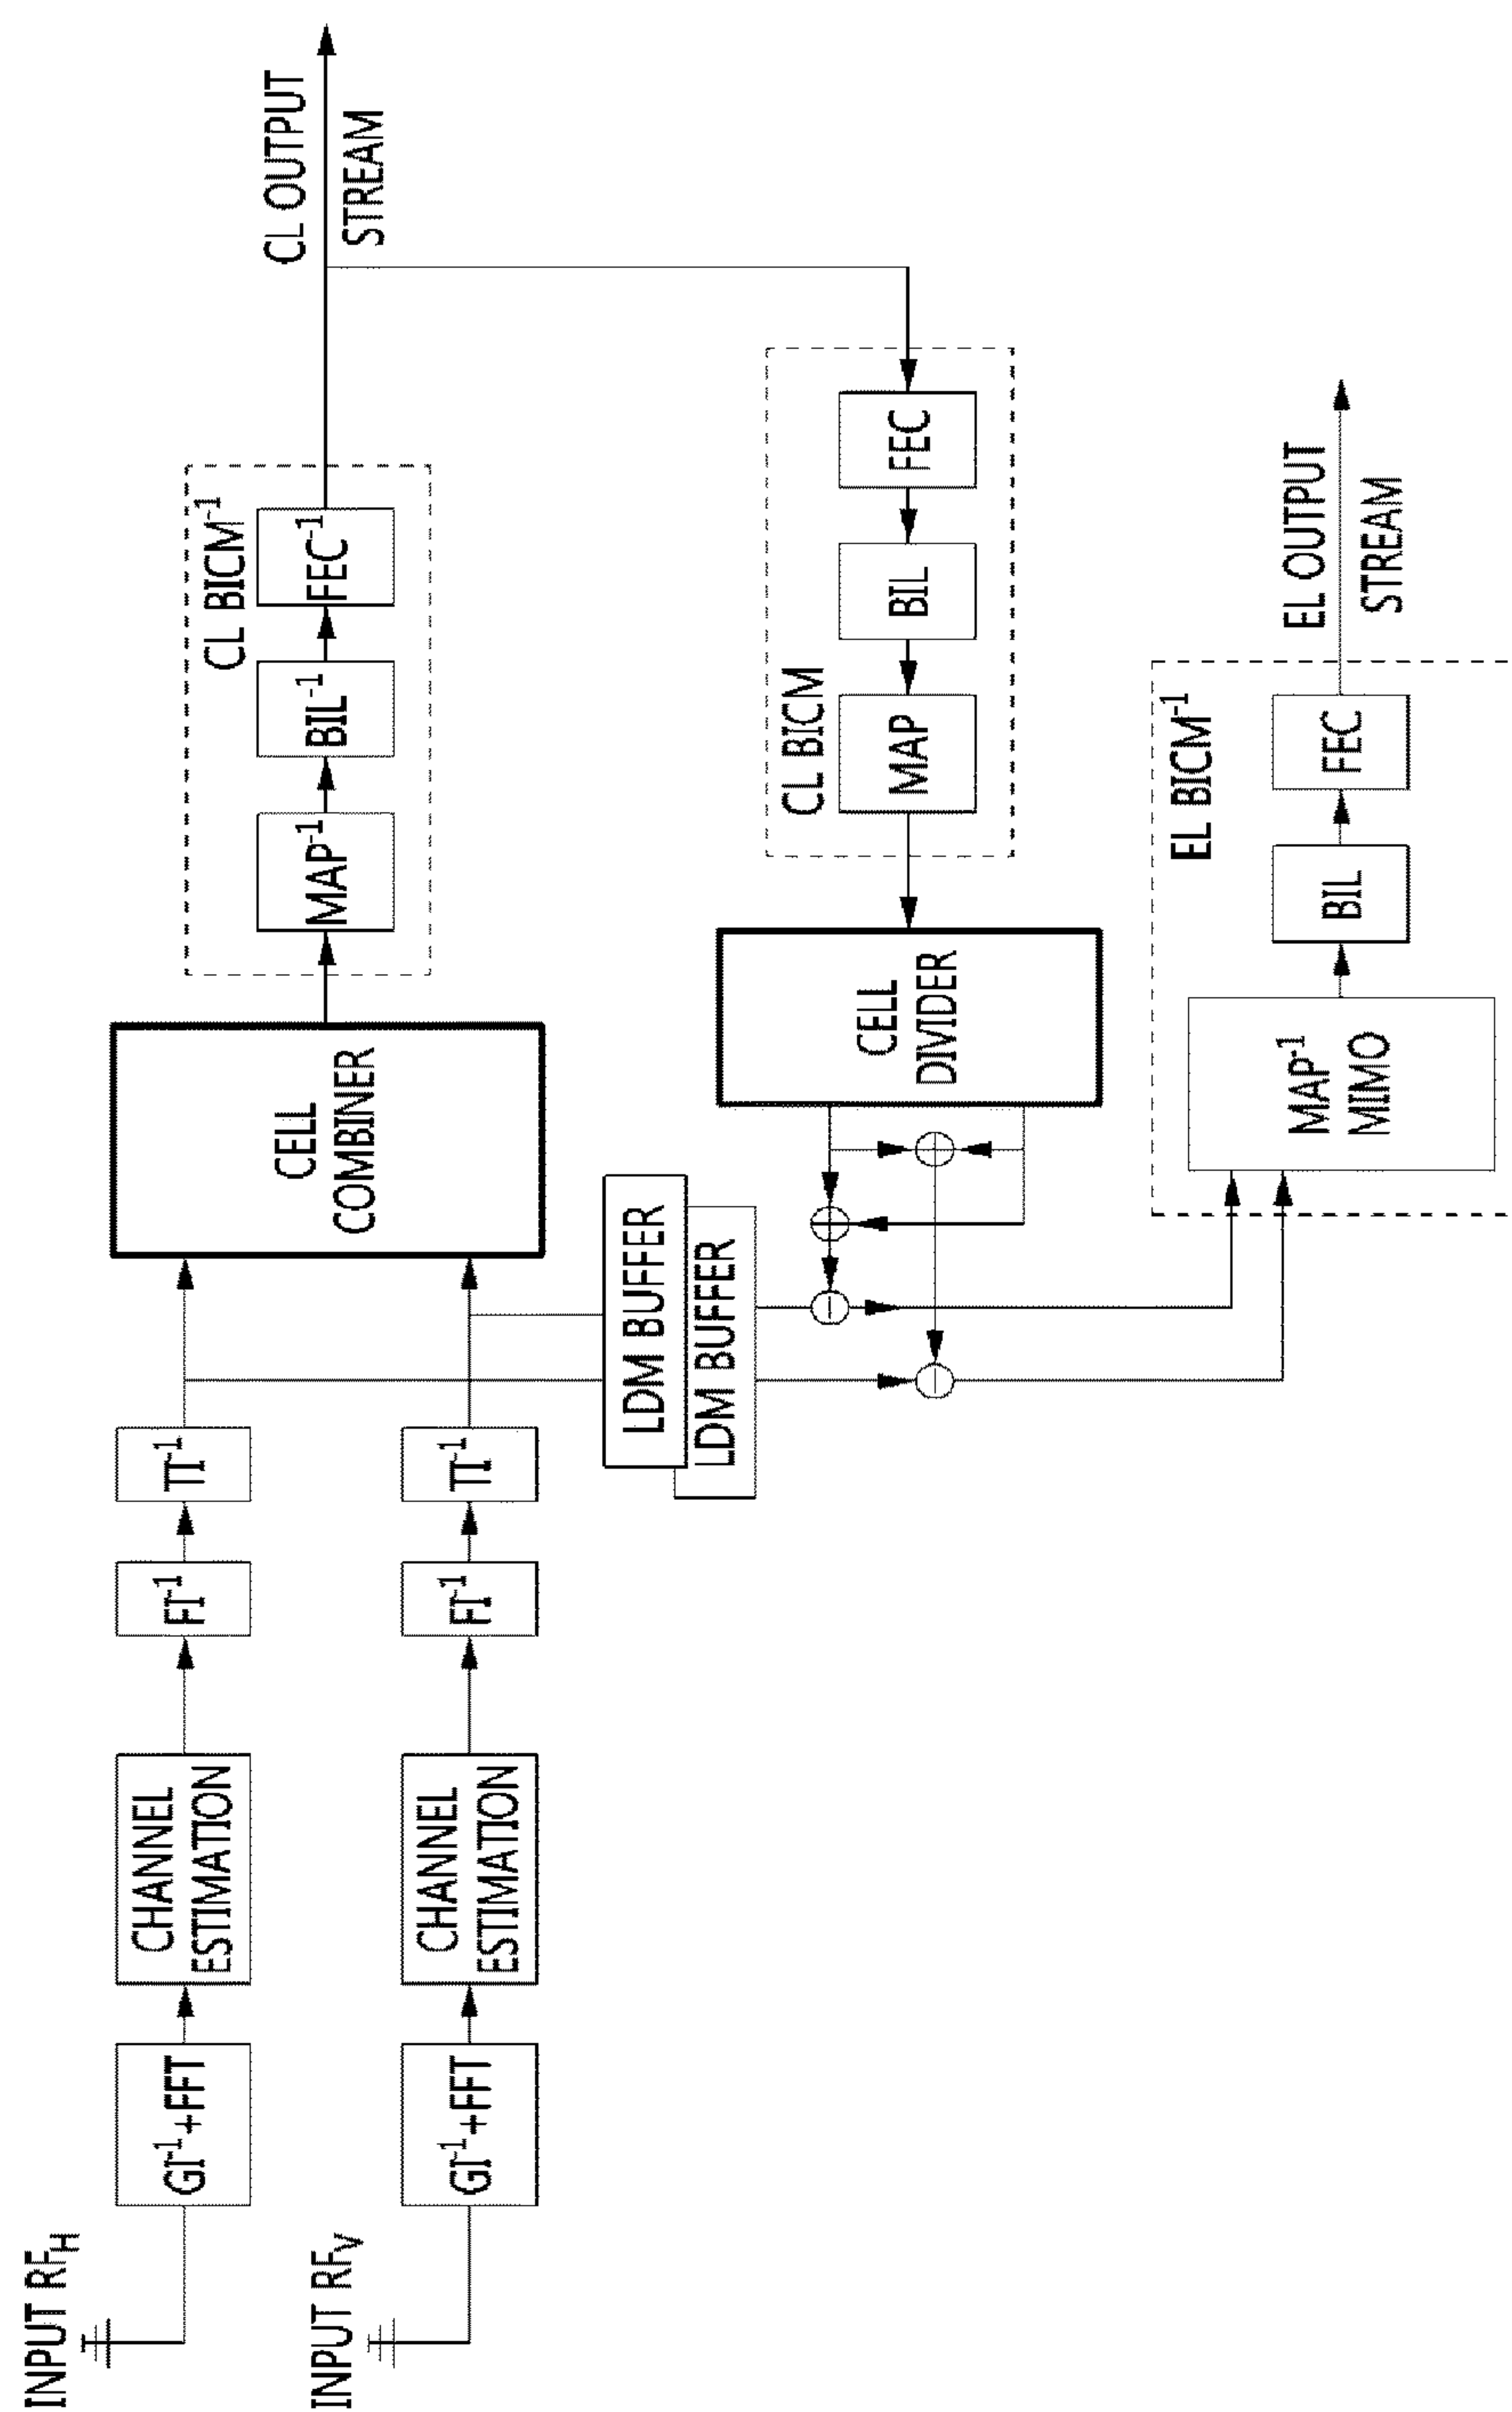 INPUT RF_H
GI⁻¹+FFT
CHANNEL
ESTIMATION
FI⁻¹
TI⁻¹
INPUT RF_V
GI⁻¹+FFT
CHANNEL
ESTIMATION
FI⁻¹
TI⁻¹
CELL
COMBINER
CL BICM⁻¹
MAP⁻¹
BIL⁻¹
FEC⁻¹
CL OUTPUT
STREAM
LDM BUFFER
LDM BUFFER
CELL
DIVIDER
CL BICM
MAP
BIL
FEC
EL BICM⁻¹
MAP⁻¹
MIMO
BIL
FEC
EL OUTPUT
STREAM